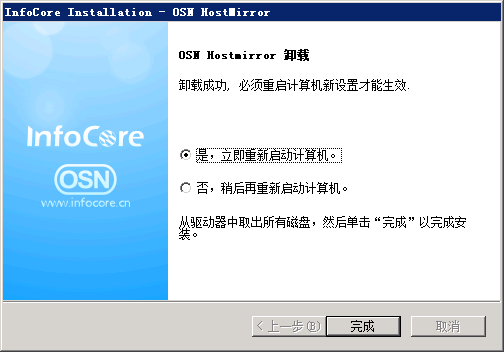 InfoCore Installation - OSN HostMirror
OSN Hostmirror 卸载
卸载成功, 必须重启计算机新设置才能生效.
InfoCore
OSN
www.infocore.cn
是，立即重新启动计算机。
否，稍后再重新启动计算机。
从驱动器中取出所有磁盘，然后单击“完成”以完成安
装。
< 上一步(B)
完成
取消